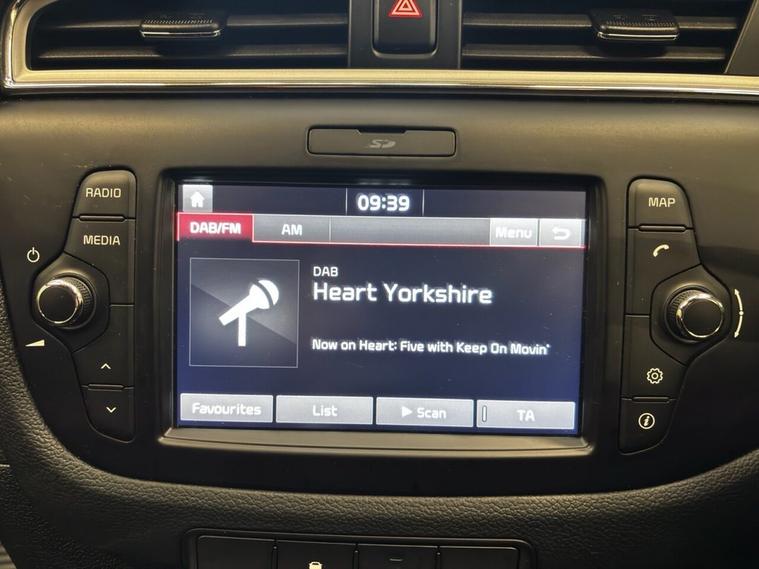 SD
RADIO
MEDIA
MAP
09:39
DAB/FM AM Menu
DAB
Heart Yorkshire
Now on Heart: Five with Keep On Movin'
Favourites List Scan TA
i